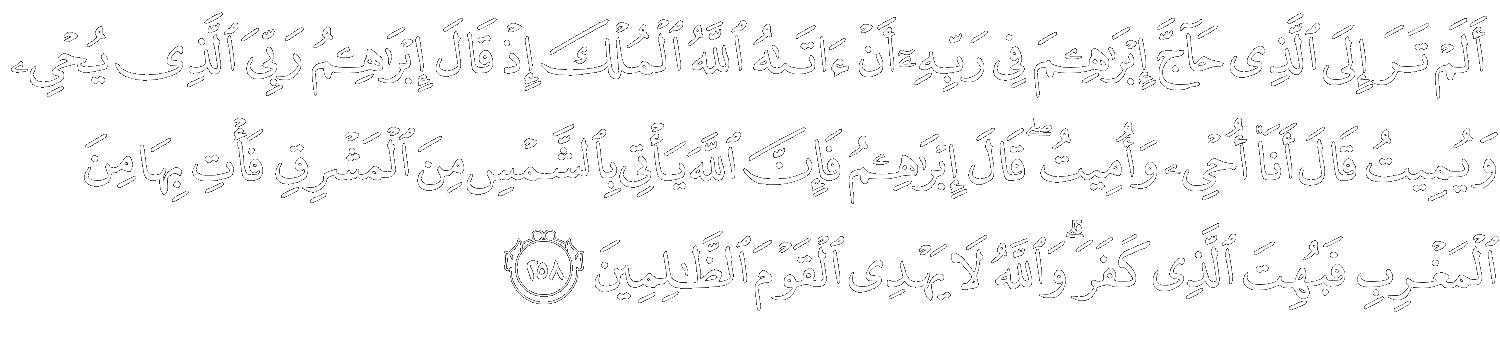 أَلَمْ تَرَ إِلَى ٱلَّذِى حَآجَّ إِبْرَٰهِـۧمَ فِى رَبِّهِۦٓ أَنْ ءَاتَىٰهُ ٱللَّهُ ٱلْمُلْكَ إِذْ قَالَ إِبْرَٰهِـۧمُ رَبِّىَ ٱلَّذِى يُحْىِۦ
وَيُمِيتُ قَالَ أَنَا۠ أُحْىِۦ وَأُمِيتُ ۖ قَالَ إِبْرَٰهِـۧمُ فَإِنَّ ٱللَّهَ يَأْتِى بِٱلشَّمْسِ مِنَ ٱلْمَشْرِقِ فَأْتِ بِهَا مِنَ
ٱلْمَغْرِبِ فَبُهِتَ ٱلَّذِى كَفَرَ ۗ وَٱللَّهُ لَا يَهْدِى ٱلْقَوْمَ ٱلظَّـٰلِمِينَ ٢٥٨